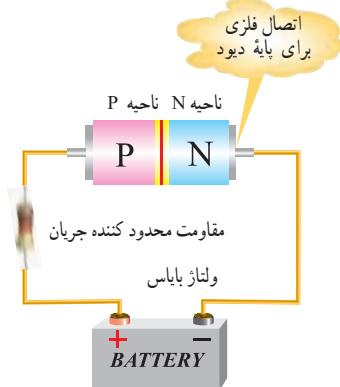 اتصال فلزی
برای پایهٔ دیود
ناحیه N ناحیه P
P N
مقاومت محدود کننده جریان
ولتاژ بایاس
+ −
BATTERY